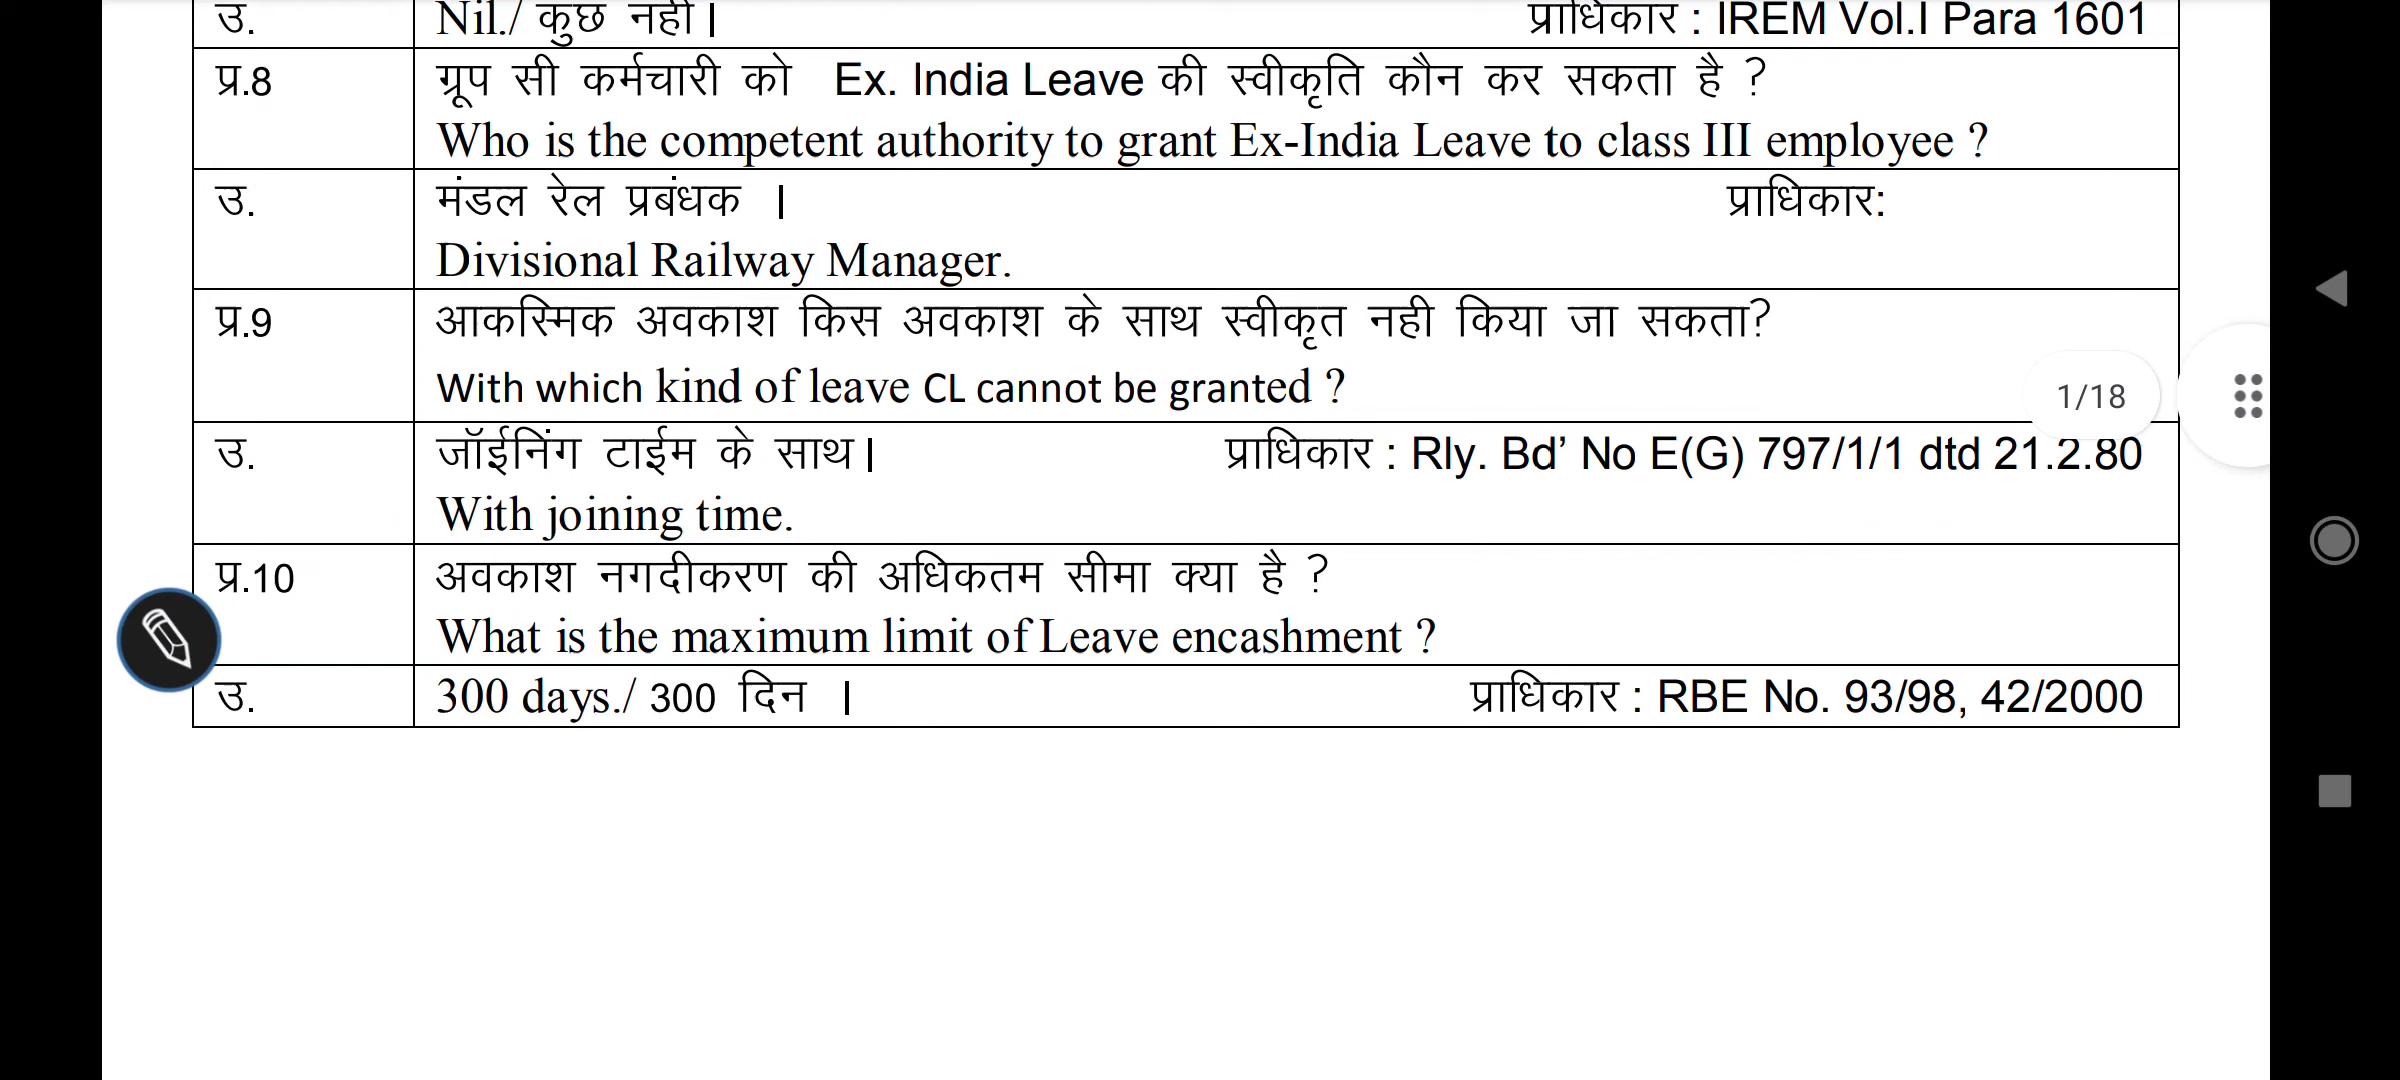 उ. Nil./ कुछ नही। प्राधिकार : IREM Vol.I Para 1601
प्र.8 ग्रूप सी कर्मचारी को Ex. India Leave की स्वीकृति कौन कर सकता है ?
Who is the competent authority to grant Ex-India Leave to class III employee ?
उ. मंडल रेल प्रबंधक । प्राधिकार:
Divisional Railway Manager.
प्र.9 आकस्मिक अवकाश किस अवकाश के साथ स्वीकृत नही किया जा सकता?
With which kind of leave CL cannot be granted ?
1/18
उ. जॉईनिंग टाईम के साथ। प्राधिकार : Rly. Bd’ No E(G) 797/1/1 dtd 21.2.80
With joining time.
प्र.10 अवकाश नगदीकरण की अधिकतम सीमा क्या है ?
What is the maximum limit of Leave encashment ?
उ. 300 days./ 300 दिन । प्राधिकार : RBE No. 93/98, 42/2000